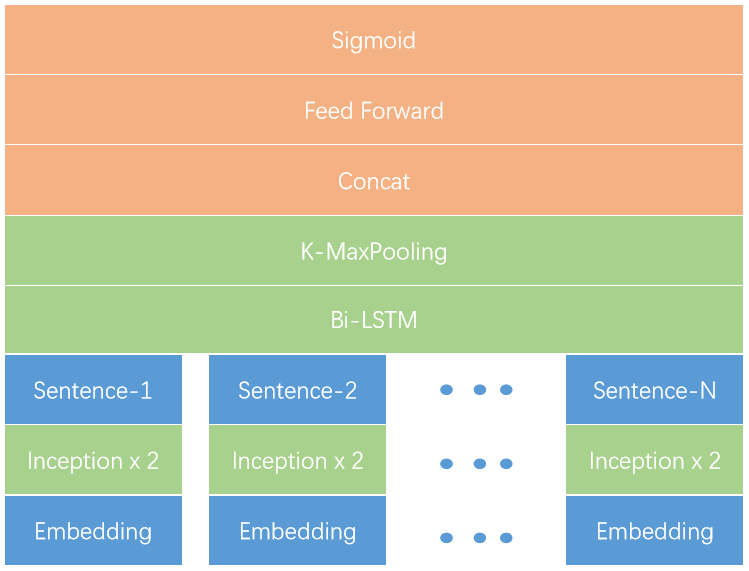 Sigmoid
Feed Forward
Concat
K-MaxPooling
Bi-LSTM
Sentence-1 Sentence-2 Sentence-N
Inception x 2 Inception x 2 Inception x 2
Embedding Embedding Embedding